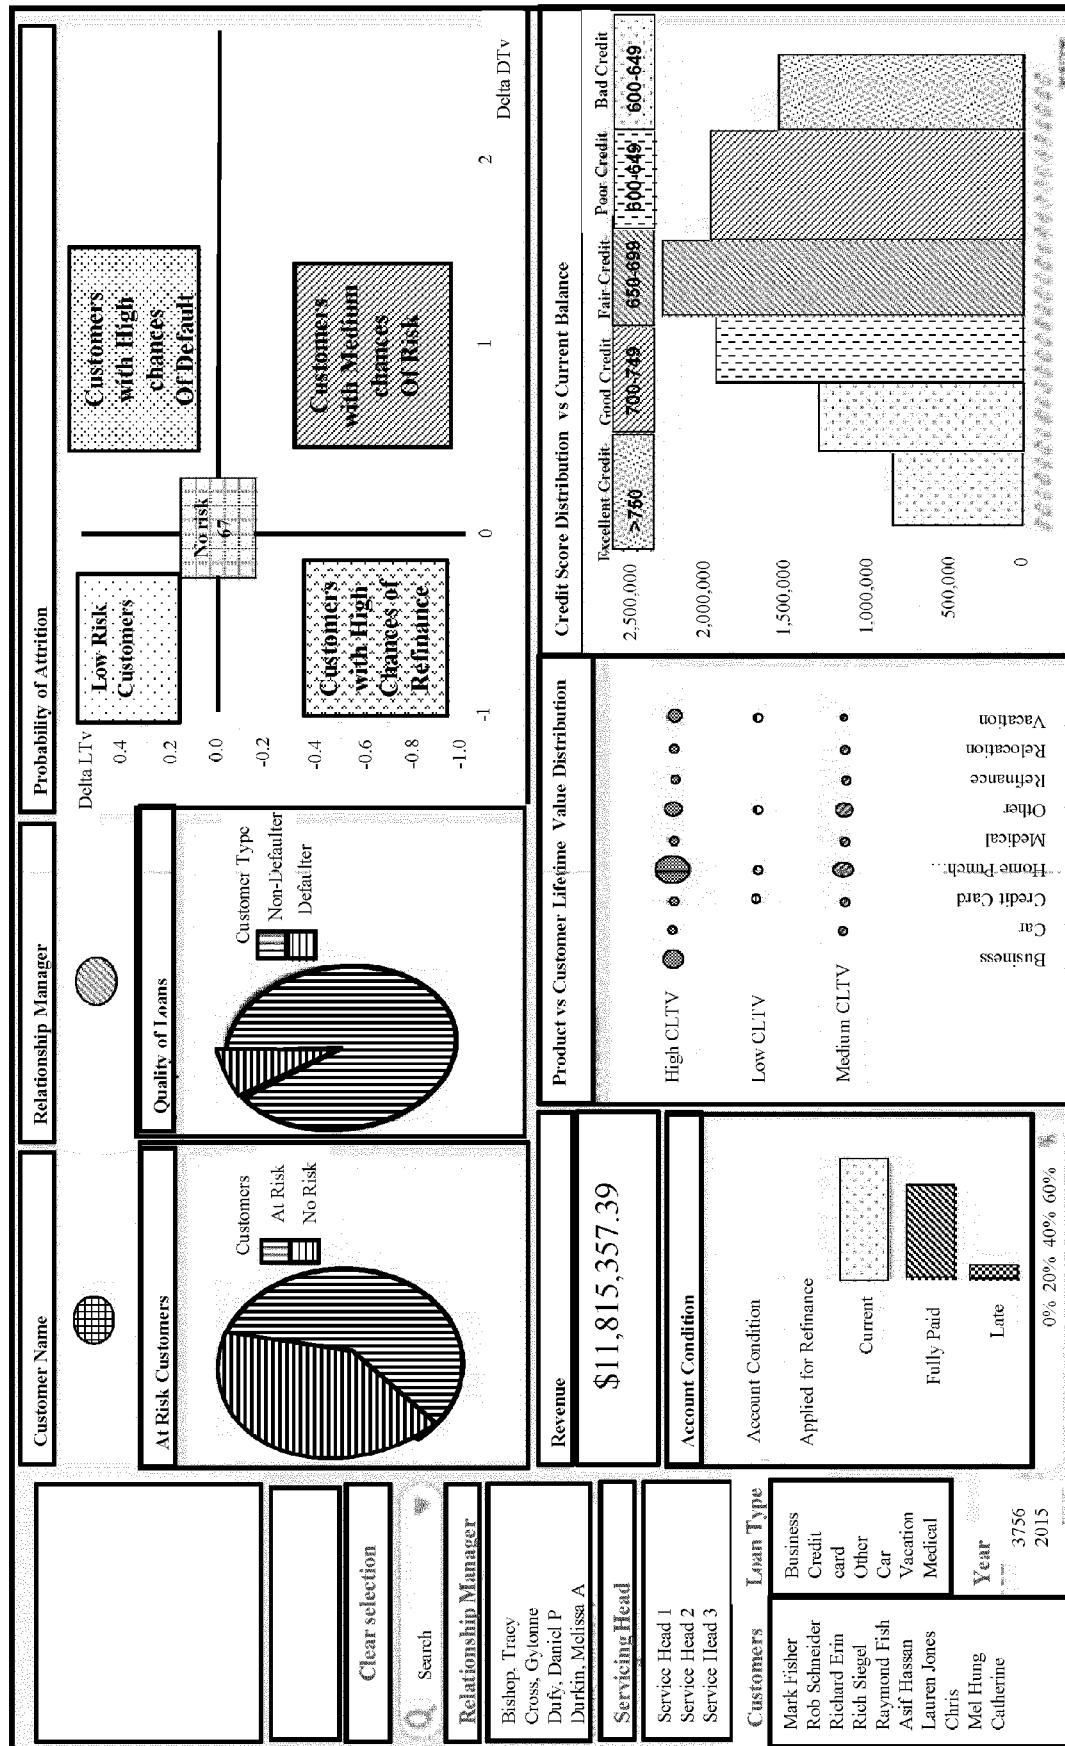 Clear selection
Search
Relationship Manager
Bishop, Tracy
Cross, Gylonne
Dufy, Daniel P
Durkin, Melissa A
Servicing Head
Service Head 1
Service Head 2
Service Head 3
Customers
Mark Fisher
Rob Schneider
Richard Erin
Rich Siegel
Raymond Fish
Asif Hassan
Lauren Jones
Chris
Mel Hung
Catherine
Loan Type
Business
Credit
card
Other
Car
Vacation
Medical
Year
3756
2015
Customer Name
Relationship Manager
Probability of Attrition
At Risk Customers
Customers
At Risk
No Risk
Quality of Loans
Customer Type
Non-Defaulter
Defaulter
Delta LTv
0.4
0.2
0.0
-0.2
-0.4
-0.6
-0.8
-1.0
Low Risk
Customers
No risk
67
Customers
with High
chances
Of Default
Customers
with High
Chances of
Refinance
Customers
with Medium
chances
Of Risk
-1
0
1
2
Delta DTv
Revenue
$11,815,357.39
Account Condition
Account Condition
Applied for Refinance
Current
Fully Paid
Late
0% 20% 40% 60%
Product vs Customer Lifetime Value Distribution
High CLTV
Low CLTV
Medium CLTV
Business
Car
Credit Card
Home Punch...
Medical
Other
Refinance
Relocation
Vacation
Credit Score Distribution vs Current Balance
Excellent Credit
Good Credit
Fair Credit
Poor Credit
Bad Credit
>750
700-749
650-699
600-649
600-649
2,500,000
2,000,000
1,500,000
1,000,000
500,000
0